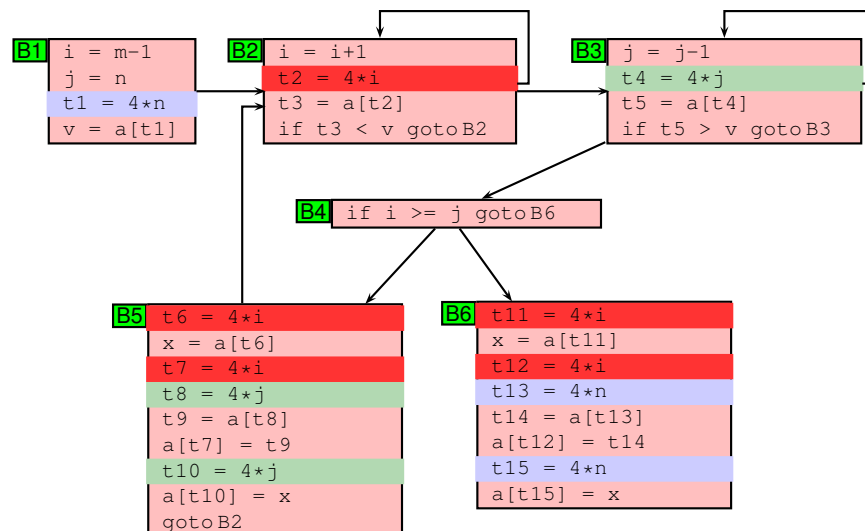 B1
i = m-1
j = n
t1 = 4*n
v = a[t1]
B2
i = i+1
t2 = 4*i
t3 = a[t2]
if t3 < v goto B2
B3
j = j-1
t4 = 4*j
t5 = a[t4]
if t5 > v goto B3
B4
if i >= j goto B6
B5
t6 = 4*i
x = a[t6]
t7 = 4*i
t8 = 4*j
t9 = a[t8]
a[t7] = t9
t10 = 4*j
a[t10] = x
goto B2
B6
t11 = 4*i
x = a[t11]
t12 = 4*i
t13 = 4*n
t14 = a[t13]
a[t12] = t14
t15 = 4*n
a[t15] = x